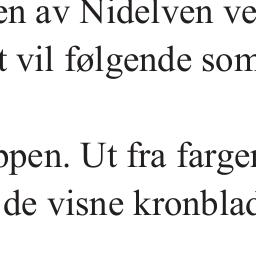 en av Nidelven ve
t vil følgende som
ppen. Ut fra farger
de visne kronblad